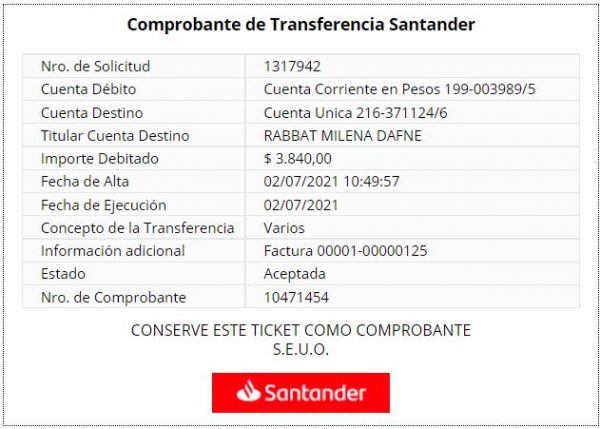 Comprobante de Transferencia Santander
Nro. de Solicitud 1317942
Cuenta Débito Cuenta Corriente en Pesos 199-003989/5
Cuenta Destino Cuenta Unica 216-371124/6
Titular Cuenta Destino RABBAT MILENA DAFNE
Importe Debitado $ 3.840,00
Fecha de Alta 02/07/2021 10:49:57
Fecha de Ejecución 02/07/2021
Concepto de la Transferencia Varios
Información adicional Factura 00001-00000125
Estado Aceptada
Nro. de Comprobante 10471454
CONSERVE ESTE TICKET COMO COMPROBANTE
S.E.U.O.
Santander